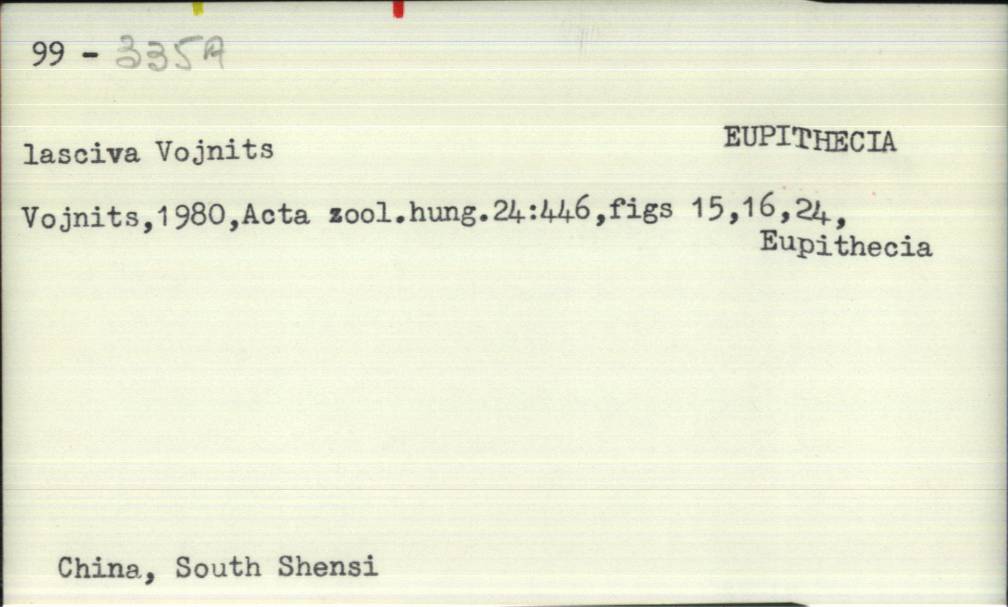 99 - 335A
lasciva Vojnits EUPITHECIA
Vojnits,1980,Acta zool.hung.24:446,figs 15,16,24,
Eupithecia
China, South Shensi